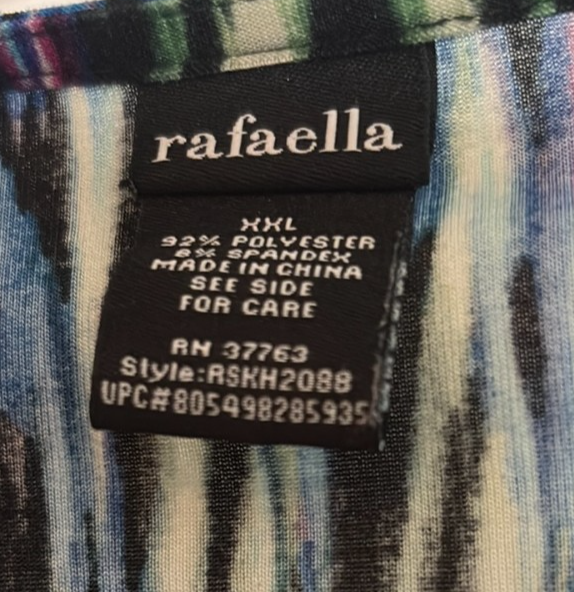 rafaella
XXL
92% POLYESTER
8% SPANDEX
MADE IN CHINA
SEE SIDE
FOR CARE
RN 37763
Style:RSKH2088
UPC#805498285935